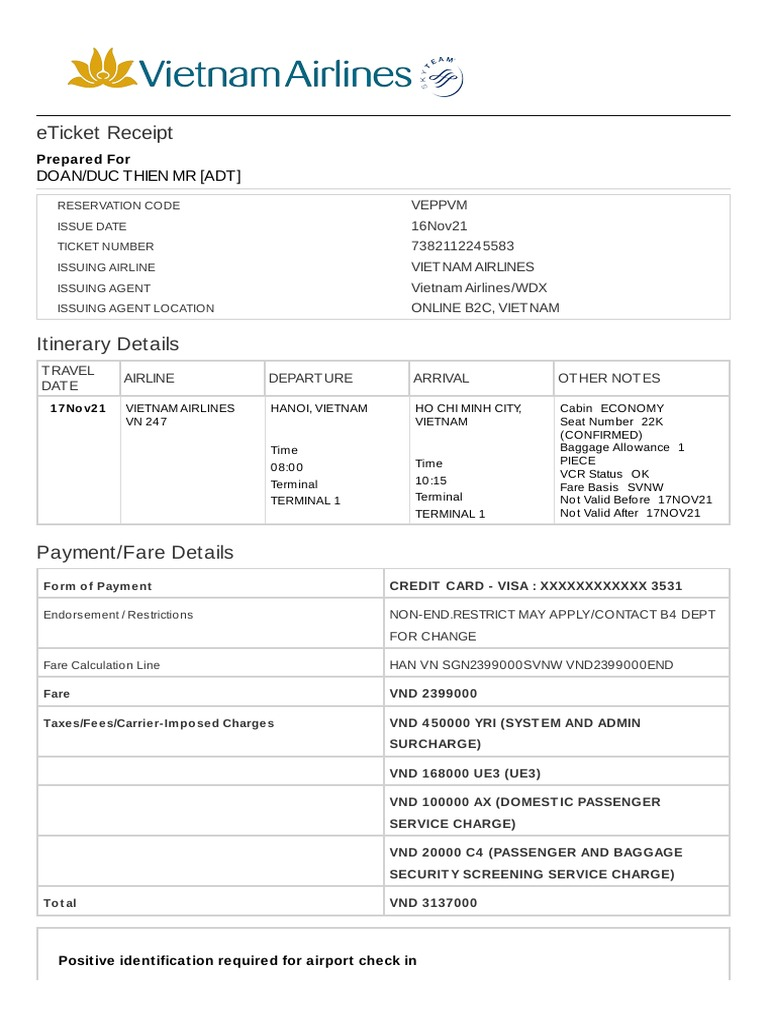 Vietnam Airlines
SKYTEAM
eTicket Receipt
Prepared For
DOAN/DUC THIEN MR [ADT]
RESERVATION CODE VEPPVM
ISSUE DATE 16Nov21
TICKET NUMBER 7382112245583
ISSUING AIRLINE VIETNAM AIRLINES
ISSUING AGENT Vietnam Airlines/WDX
ISSUING AGENT LOCATION ONLINE B2C, VIETNAM
Itinerary Details
TRAVEL
DATE
AIRLINE
DEPARTURE
ARRIVAL
OTHER NOTES
17Nov21
VIETNAM AIRLINES
VN 247
HANOI, VIETNAM
Time
08:00
Terminal
TERMINAL 1
HO CHI MINH CITY,
VIETNAM
Time
10:15
Terminal
TERMINAL 1
Cabin ECONOMY
Seat Number 22K
(CONFIRMED)
Baggage Allowance 1
PIECE
VCR Status OK
Fare Basis SVNW
Not Valid Before 17NOV21
Not Valid After 17NOV21
Payment/Fare Details
Form of Payment CREDIT CARD - VISA : XXXXXXXXXXXX 3531
Endorsement / Restrictions NON-END.RESTRICT MAY APPLY/CONTACT B4 DEPT
FOR CHANGE
Fare Calculation Line HAN VN SGN2399000SVNW VND2399000END
Fare VND 2399000
Taxes/Fees/Carrier-Imposed Charges VND 450000 YRI (SYSTEM AND ADMIN
SURCHARGE)
VND 168000 UE3 (UE3)
VND 100000 AX (DOMESTIC PASSENGER
SERVICE CHARGE)
VND 20000 C4 (PASSENGER AND BAGGAGE
SECURITY SCREENING SERVICE CHARGE)
Total VND 3137000
Positive identification required for airport check in